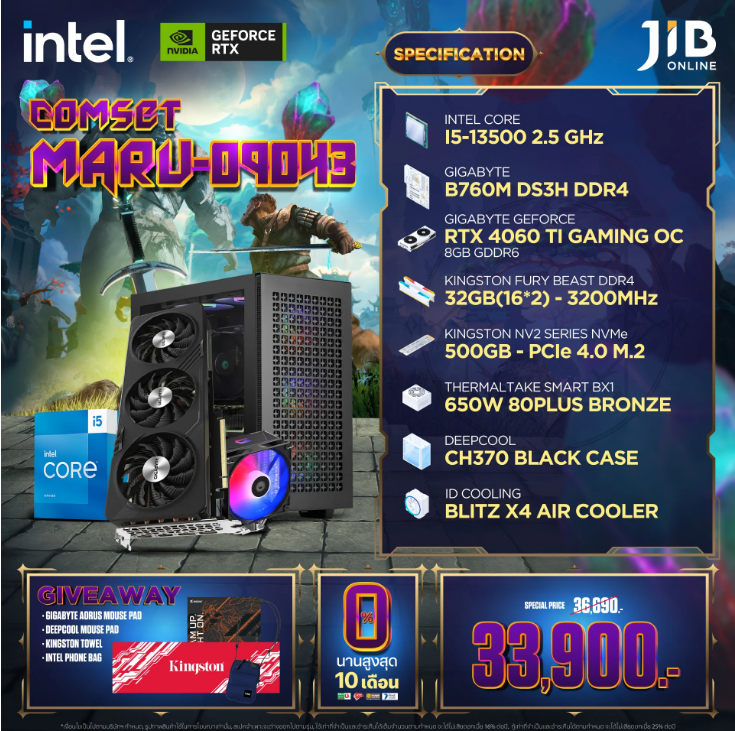 intel.
NVIDIA
GEFORCE
RTX
SPECIFICATION
JIB
ONLINE
COMSET
MARU-09043
INTEL CORE
I5-13500 2.5 GHz
GIGABYTE
B760M DS3H DDR4
GIGABYTE GEFORCE
RTX 4060 TI GAMING OC
8GB GDDR6
KINGSTON FURY BEAST DDR4
32GB(16*2) - 3200MHz
KINGSTON NV2 SERIES NVMe
500GB - PCIe 4.0 M.2
THERMALTAKE SMART BX1
650W 80PLUS BRONZE
DEEPCOOL
CH370 BLACK CASE
ID COOLING
BLITZ X4 AIR COOLER
i5
intel
CORE
GIVEAWAY
• GIGABYTE AORUS MOUSE PAD
• DEEPCOOL MOUSE PAD
• KINGSTON TOWEL
• INTEL PHONE BAG
Kingston
0%
นานสูงสุด
10 เดือน
SPECIAL PRICE 36,690.-
33,900.-